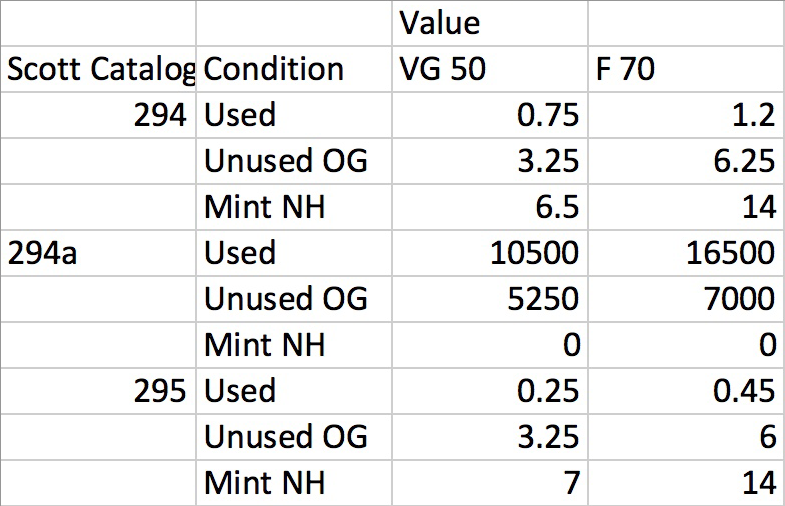 Value
Scott Catalog Condition VG 50 F 70
294 Used 0.75 1.2
Unused OG 3.25 6.25
Mint NH 6.5 14
294a Used 10500 16500
Unused OG 5250 7000
Mint NH 0 0
295 Used 0.25 0.45
Unused OG 3.25 6
Mint NH 7 14